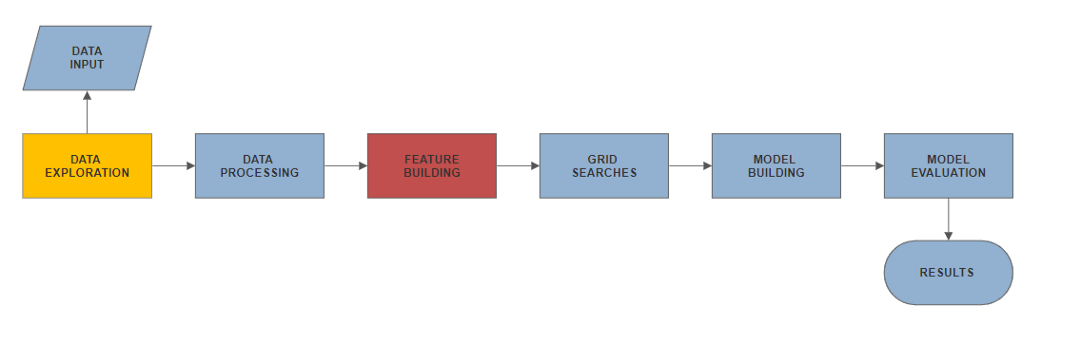 DATA
INPUT
DATA
EXPLORATION
DATA
PROCESSING
FEATURE
BUILDING
GRID
SEARCHES
MODEL
BUILDING
MODEL
EVALUATION
RESULTS